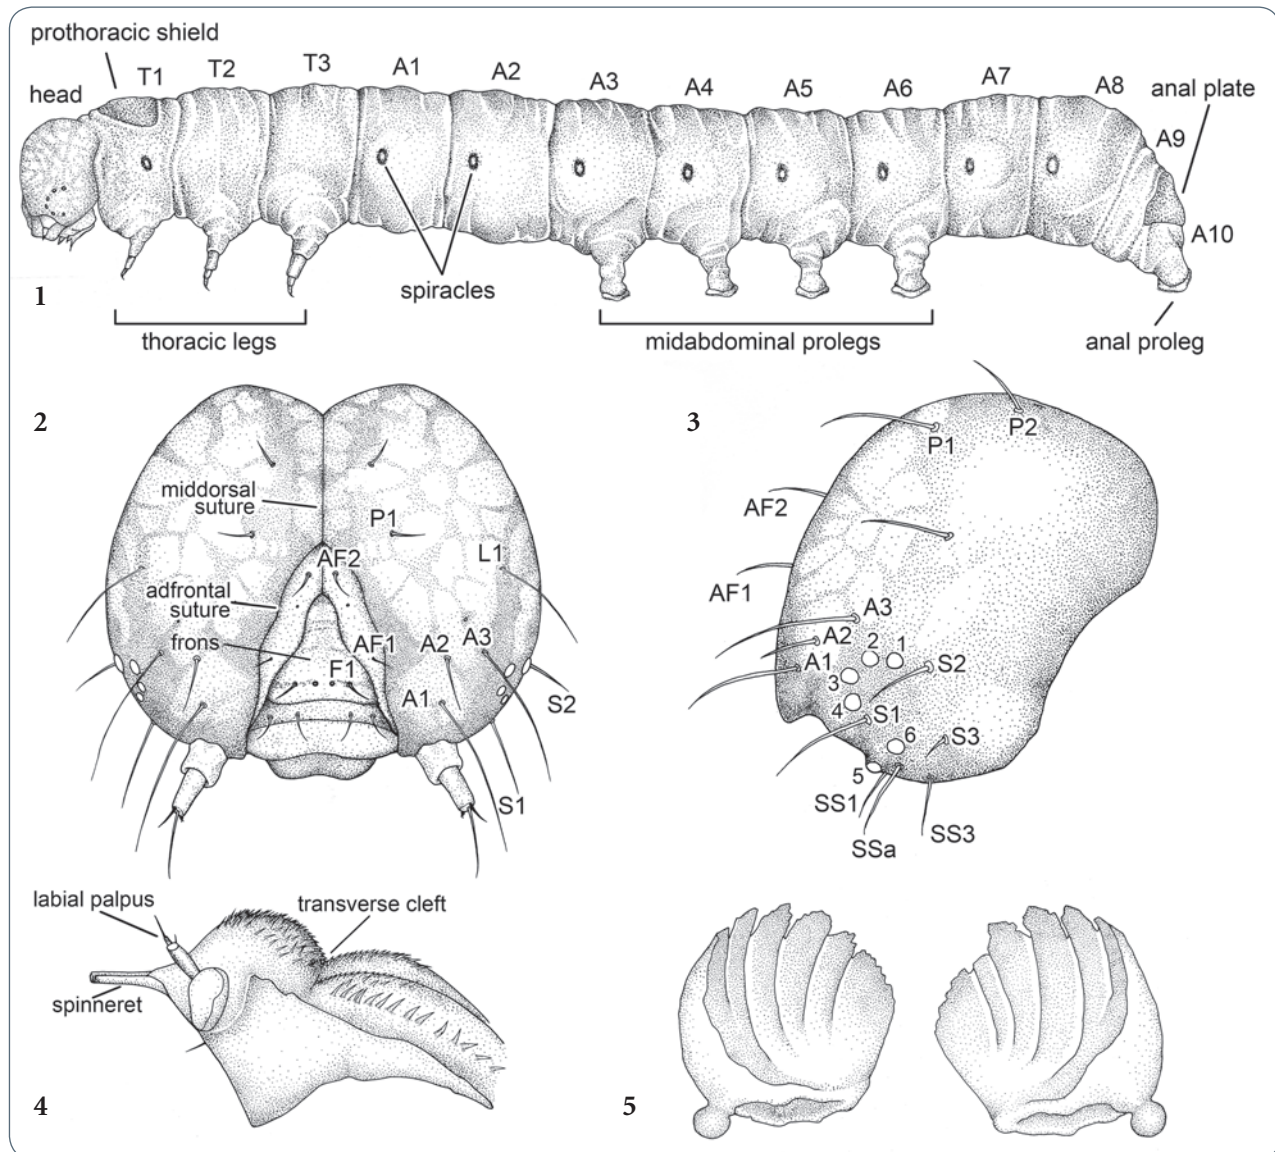 prothoracic shield
head
T1
T2
T3
A1
A2
A3
A4
A5
A6
A7
A8
anal plate
A9
A10
spiracles
1
thoracic legs
midabdominal prolegs
anal proleg
2
middorsal
suture
P1
AF2
L1
adfrontal
suture
frons
AF1
A2
A3
F1
A1
S2
S1
3
P1
P2
AF2
AF1
A3
A2
2
1
A1
S2
3
4
S1
6
S3
5
SS1
SS3
SSa
labial palpus
transverse cleft
spinneret
4
5